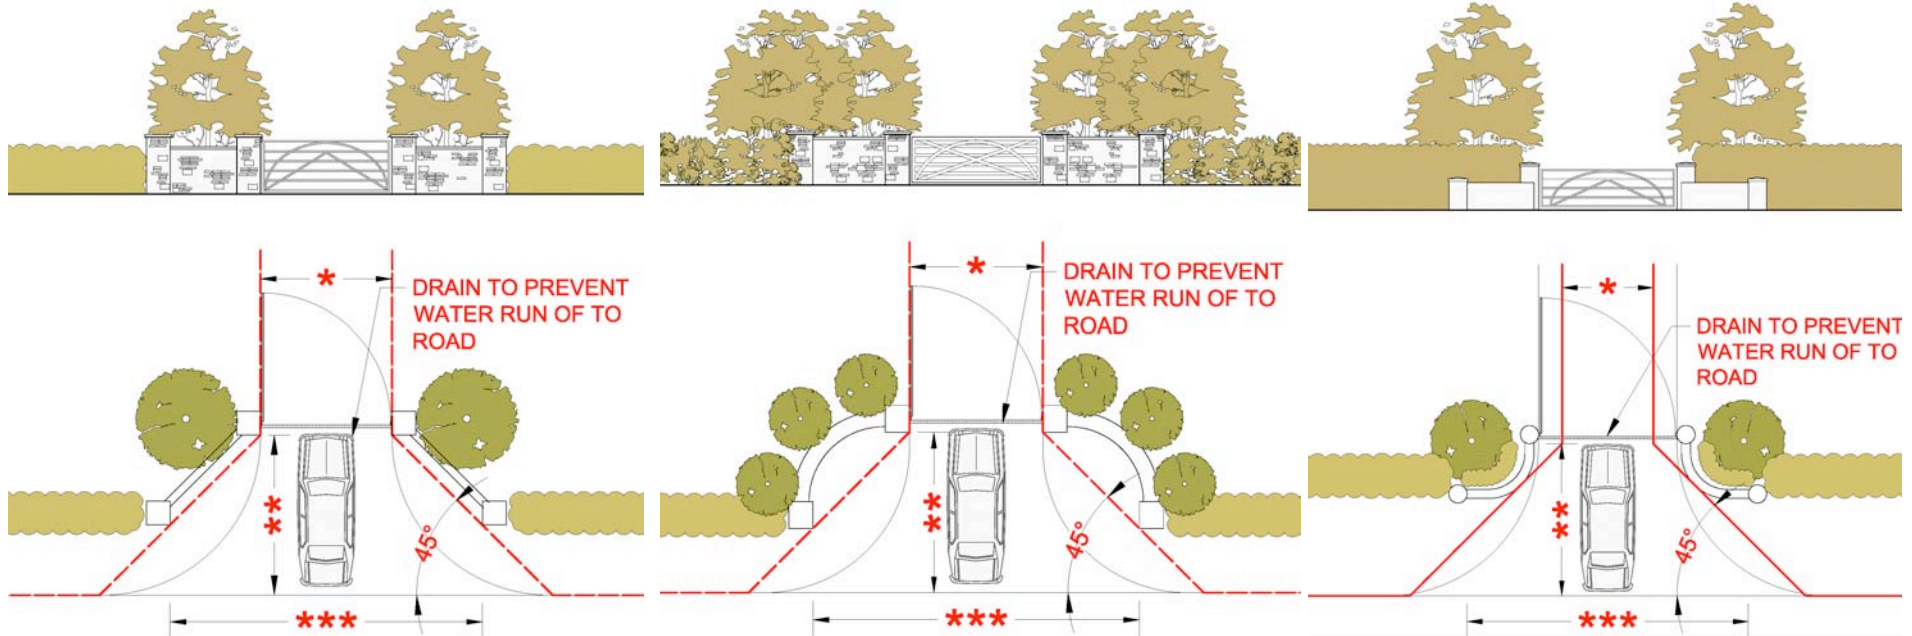 *
DRAIN TO PREVENT
WATER RUN OF TO
ROAD
**
45°
***
*
DRAIN TO PREVENT
WATER RUN OF TO
ROAD
**
45°
***
*
DRAIN TO PREVENT
WATER RUN OF TO
ROAD
**
45°
***